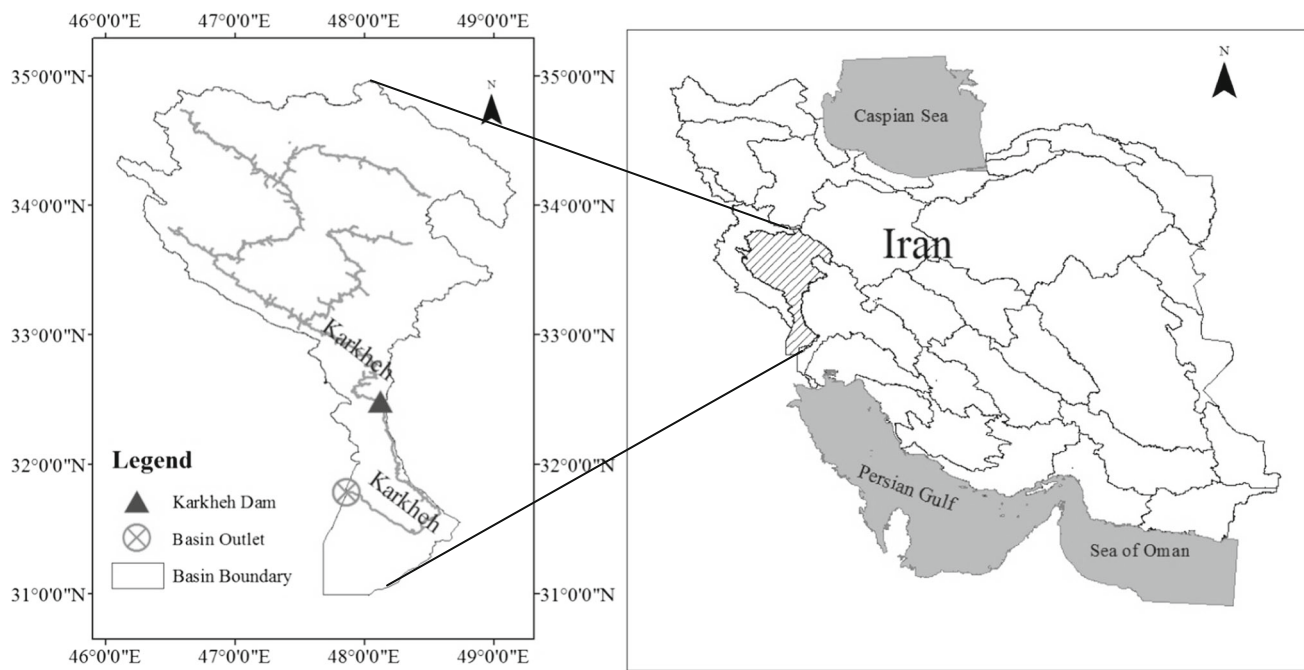 46°0'0"E 47°0'0"E 48°0'0"E 49°0'0"E
35°0'0"N
34°0'0"N
33°0'0"N
32°0'0"N
31°0'0"N
N
Karkheh
Karkheh
Legend
Karkheh Dam
Basin Outlet
Basin Boundary
35°0'0"N
34°0'0"N
33°0'0"N
32°0'0"N
31°0'0"N
46°0'0"E 47°0'0"E 48°0'0"E 49°0'0"E
N
Caspian Sea
Iran
Persian Gulf
Sea of Oman